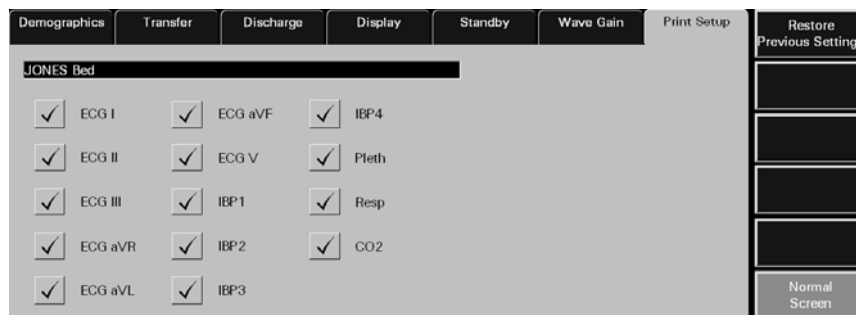 Demographics
Transfer
Discharge
Display
Standby
Wave Gain
Print Setup
Restore
Previous Setting
JONES Bed
ECG I
ECG aVF
IBP4
ECG II
ECG V
Pleth
ECG III
IBP1
Resp
ECG aVR
IBP2
CO2
ECG aVL
IBP3
Normal
Screen